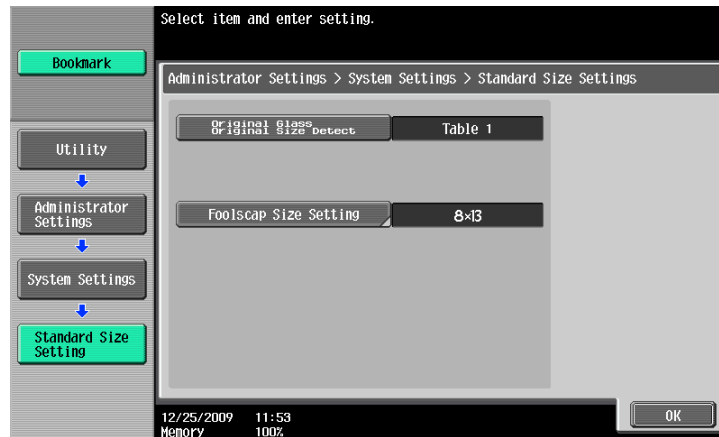 Select item and enter setting.
Bookmark
Administrator Settings > System Settings > Standard Size Settings
Original Glass
Original Size Detect
Table 1
Utility
Administrator
Settings
Foolscap Size Setting
8×13
System Settings
Standard Size
Setting
12/25/2009 11:53
Memory 100%
OK